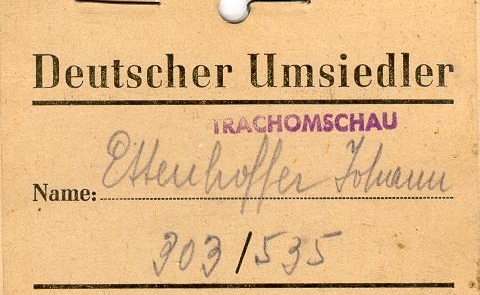 Deutscher Umsiedler
TRACHOMSCHAU
Name: Ettenhoffer Johann
303/535